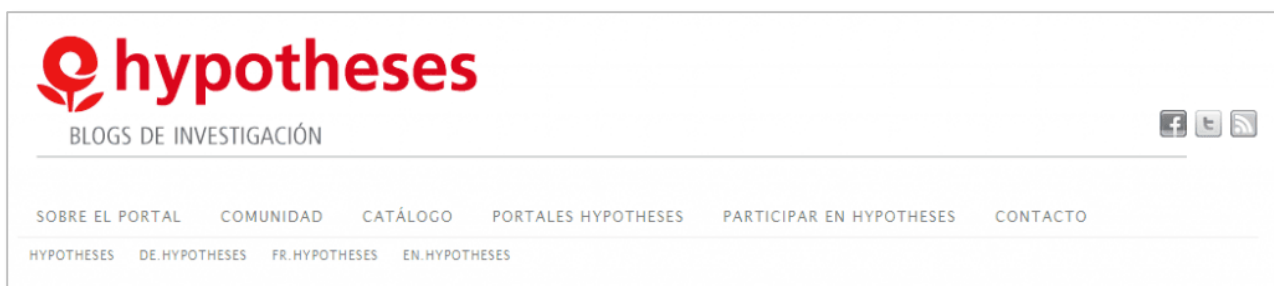 hypotheses
BLOGS DE INVESTIGACIÓN
SOBRE EL PORTAL COMUNIDAD CATÁLOGO PORTALES HYPOTHESES PARTICIPAR EN HYPOTHESES CONTACTO
HYPOTHESES DE.HYPOTHESES FR.HYPOTHESES EN.HYPOTHESES